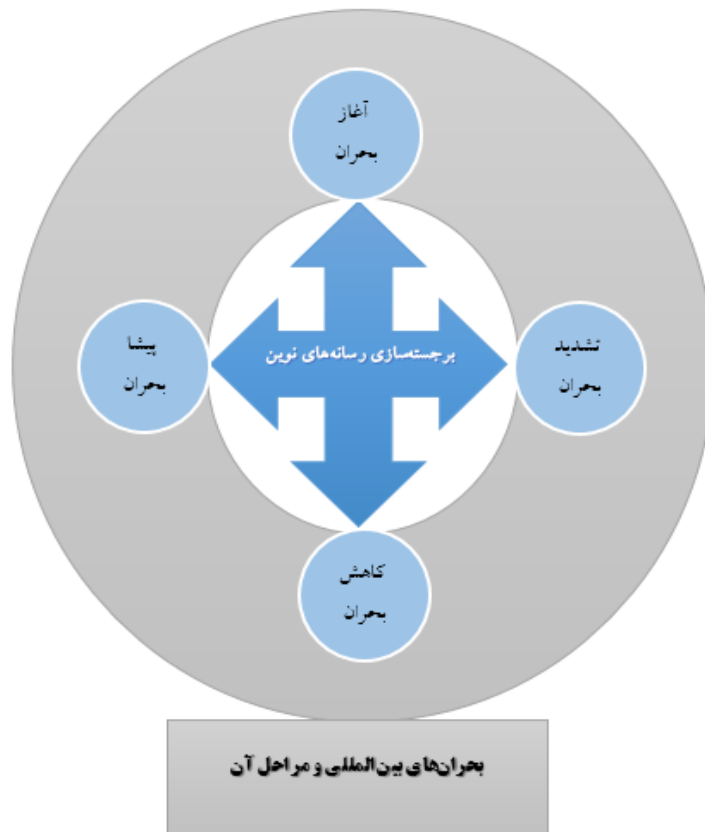 آغاز
بحران
پیشا
بحران
برجسته‌سازی رسانه‌های نوین
تشدید
بحران
کاهش
بحران
بحران‌های بین‌المللی و مراحل آن